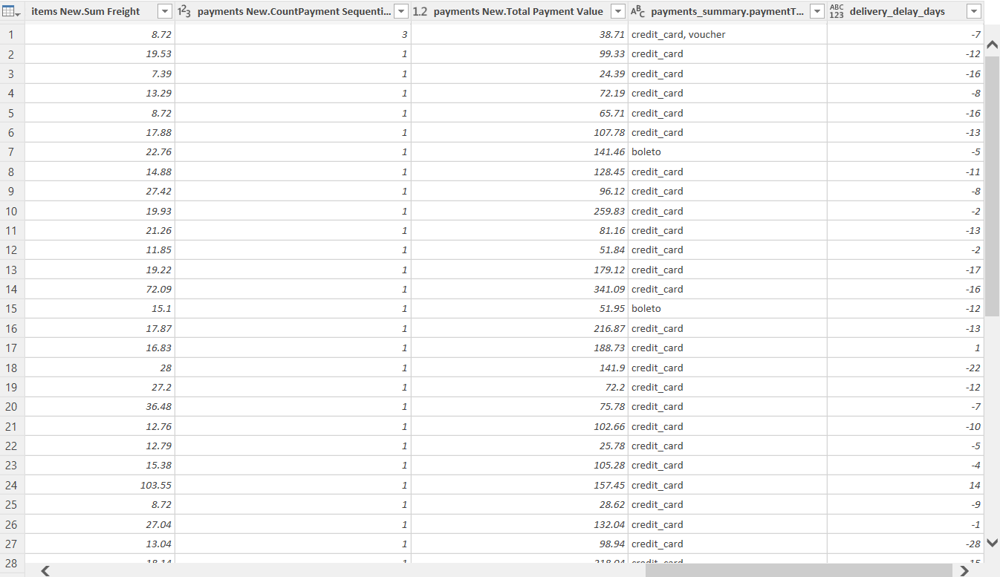 items New.Sum Freight 1 2 3 payments New.CountPayment Sequenti... 1.2 payments New.Total Payment Value ABC payments_summary.paymentT... ABC 123 delivery_delay_days
1 8.72 3 38.71 credit_card, voucher -7
2 19.53 1 99.33 credit_card -12
3 7.39 1 24.39 credit_card -16
4 13.29 1 72.19 credit_card -8
5 8.72 1 65.71 credit_card -16
6 17.88 1 107.78 credit_card -13
7 22.76 1 141.46 boleto -5
8 14.88 1 128.45 credit_card -11
9 27.42 1 96.12 credit_card -8
10 19.93 1 259.83 credit_card -2
11 21.26 1 81.16 credit_card -13
12 11.85 1 51.84 credit_card -2
13 19.22 1 179.12 credit_card -17
14 72.09 1 341.09 credit_card -16
15 15.1 1 51.95 boleto -12
16 17.87 1 216.87 credit_card -13
17 16.83 1 188.73 credit_card 1
18 28 1 141.9 credit_card -22
19 27.2 1 72.2 credit_card -12
20 36.48 1 75.78 credit_card -7
21 12.76 1 102.66 credit_card -10
22 12.79 1 25.78 credit_card -5
23 15.38 1 105.28 credit_card -4
24 103.55 1 157.45 credit_card 14
25 8.72 1 28.62 credit_card -9
26 27.04 1 132.04 credit_card -1
27 13.04 1 98.94 credit_card -28
28 credit_card